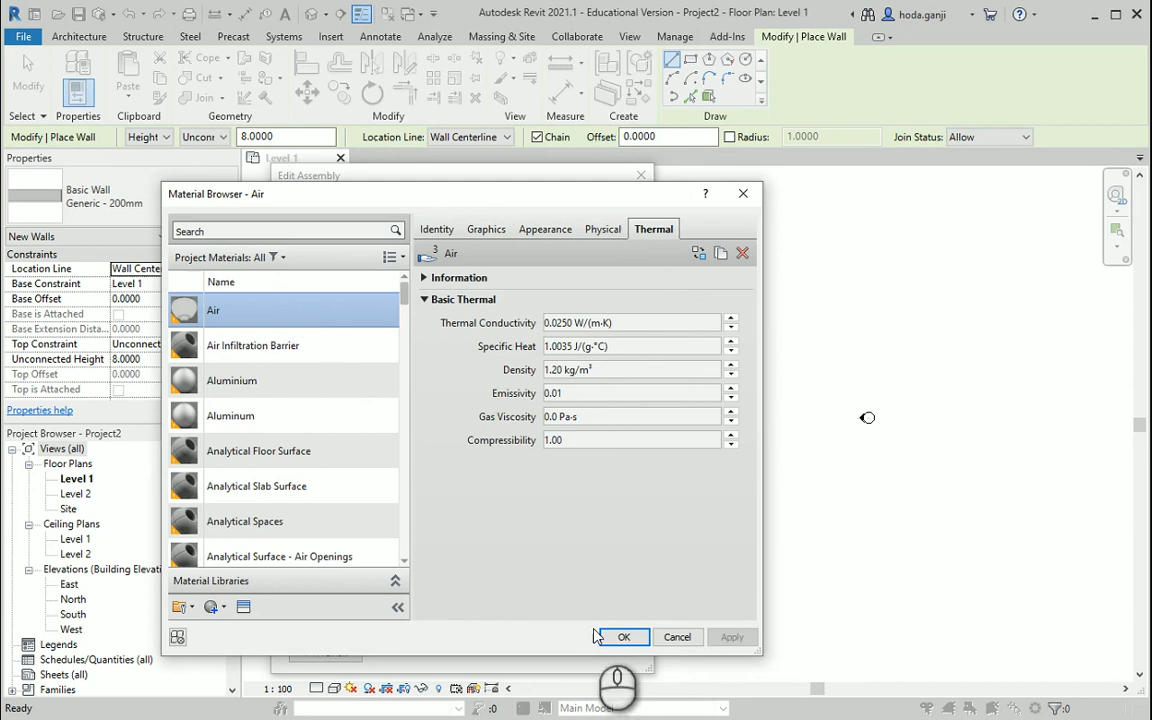 Autodesk Revit 2021.1 - Educational Version - Project2 - Floor Plan: Level 1
hoda.ganji
File Architecture Structure Steel Precast Systems Insert Annotate Analyze Massing & Site Collaborate View Manage Add-Ins Modify | Place Wall
Cope
Cut
Join
Modify
Properties
Paste
Select Properties Clipboard Geometry Modify View Measure Create Draw
Modify | Place Wall Height Uncon 8.0000 Location Line: Wall Centerline Chain Offset: 0.0000 Radius: 1.0000 Join Status: Allow
Properties
Level 1
Basic Wall
Generic - 200mm
Edit Assembly
New Walls
Constraints
Location Line Wall Cente
Base Constraint Level 1
Base Offset 0.0000
Base is Attached
Base Extension Dista... 0.0000
Top Constraint Unconnec
Unconnected Height 8.0000
Top Offset 0.0000
Top is Attached
Properties help
Project Browser - Project2
Views (all)
Floor Plans
Level 1
Level 2
Site
Ceiling Plans
Level 1
Level 2
Elevations (Building Elevati
East
North
South
West
Legends
Schedules/Quantities (all)
Sheets (all)
Families
Material Browser - Air
?
Search
Project Materials: All
Name
Air
Air Infiltration Barrier
Aluminium
Aluminum
Analytical Floor Surface
Analytical Slab Surface
Analytical Spaces
Analytical Surface - Air Openings
Material Libraries
Identity Graphics Appearance Physical Thermal
3
Air
Information
Basic Thermal
Thermal Conductivity 0.0250 W/(m·K)
Specific Heat 1.0035 J/(g·°C)
Density 1.20 kg/m³
Emissivity 0.01
Gas Viscosity 0.0 Pa·s
Compressibility 1.00
OK Cancel Apply
1 : 100
Ready
:0
Main Model
:0